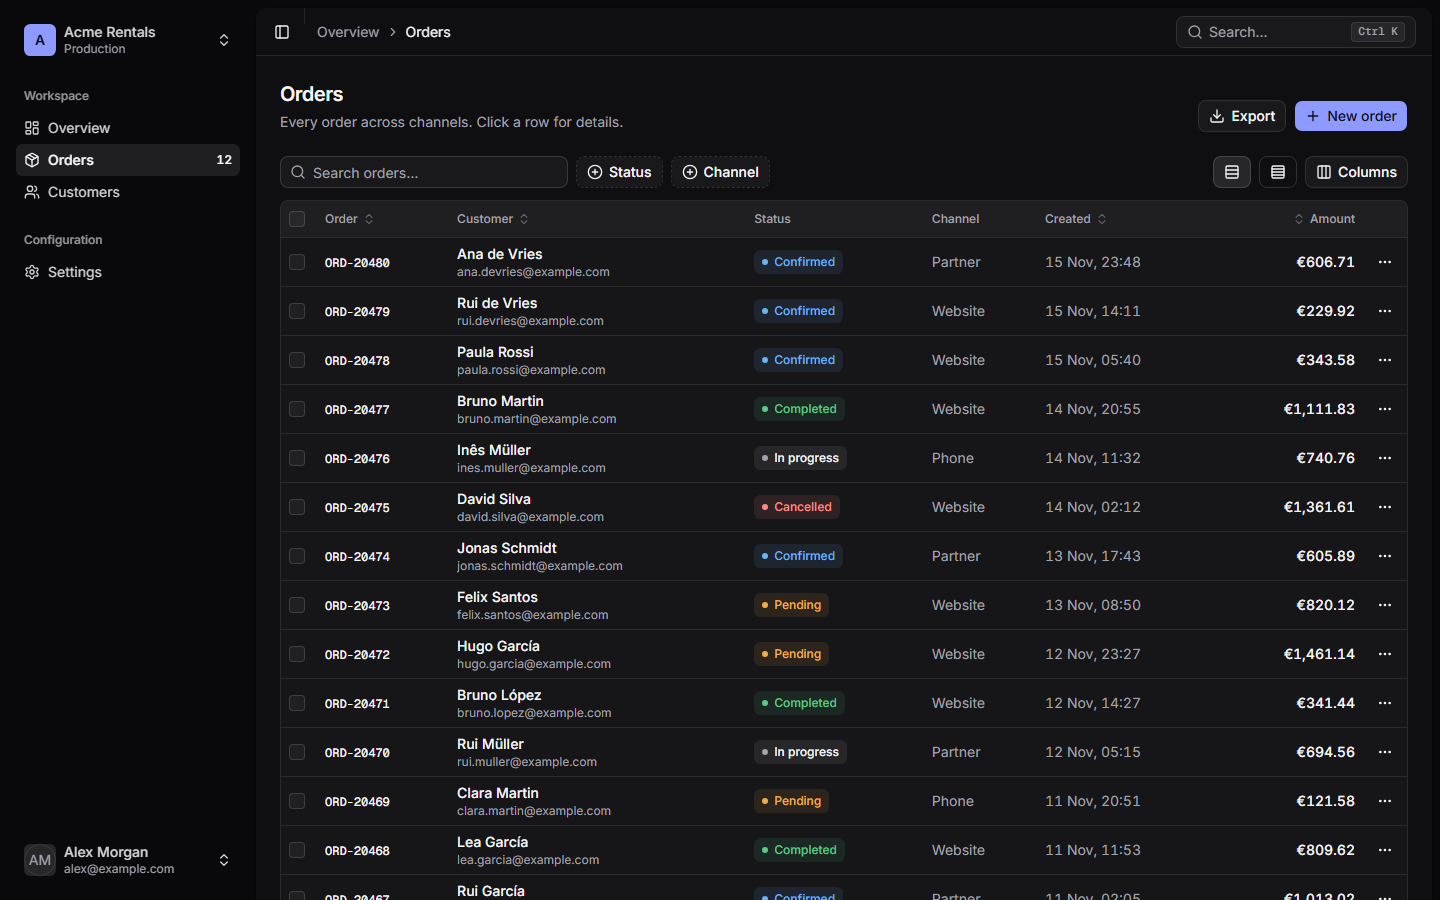 A
Acme Rentals
Production
Workspace
Overview
Orders 12
Customers
Configuration
Settings
AM
Alex Morgan
alex@example.com
Overview > Orders
Search... Ctrl K
Orders
Every order across channels. Click a row for details.
Export
New order
Search orders...
Status
Channel
Columns
Order Customer Status Channel Created Amount
ORD-20480 Ana de Vries ana.devries@example.com Confirmed Partner 15 Nov, 23:48 €606.71
ORD-20479 Rui de Vries rui.devries@example.com Confirmed Website 15 Nov, 14:11 €229.92
ORD-20478 Paula Rossi paula.rossi@example.com Confirmed Website 15 Nov, 05:40 €343.58
ORD-20477 Bruno Martin bruno.martin@example.com Completed Website 14 Nov, 20:55 €1,111.83
ORD-20476 Inês Müller ines.muller@example.com In progress Phone 14 Nov, 11:32 €740.76
ORD-20475 David Silva david.silva@example.com Cancelled Website 14 Nov, 02:12 €1,361.61
ORD-20474 Jonas Schmidt jonas.schmidt@example.com Confirmed Partner 13 Nov, 17:43 €605.89
ORD-20473 Felix Santos felix.santos@example.com Pending Website 13 Nov, 08:50 €820.12
ORD-20472 Hugo García hugo.garcia@example.com Pending Website 12 Nov, 23:27 €1,461.14
ORD-20471 Bruno López bruno.lopez@example.com Completed Website 12 Nov, 14:27 €341.44
ORD-20470 Rui Müller rui.muller@example.com In progress Partner 12 Nov, 05:15 €694.56
ORD-20469 Clara Martin clara.martin@example.com Pending Phone 11 Nov, 20:51 €121.58
ORD-20468 Lea García lea.garcia@example.com Completed Website 11 Nov, 11:53 €809.62
ORD-20467 Rui García Confirmed Partner 11 Nov, 02:05 €1,013.02